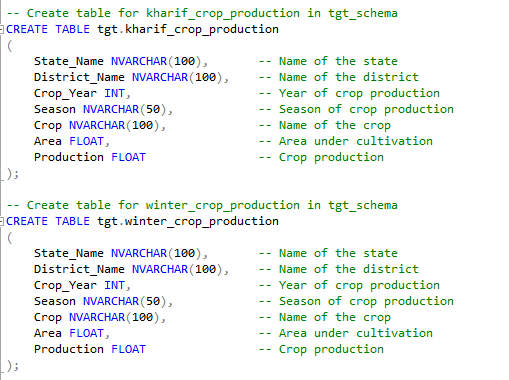 -- Create table for kharif_crop_production in tgt_schema
CREATE TABLE tgt.kharif_crop_production
(
    State_Name NVARCHAR(100),       -- Name of the state
    District_Name NVARCHAR(100),    -- Name of the district
    Crop_Year INT,                  -- Year of crop production
    Season NVARCHAR(50),            -- Season of crop production
    Crop NVARCHAR(100),             -- Name of the crop
    Area FLOAT,                     -- Area under cultivation
    Production FLOAT                -- Crop production
);
-- Create table for winter_crop_production in tgt_schema
CREATE TABLE tgt.winter_crop_production
(
    State_Name NVARCHAR(100),       -- Name of the state
    District_Name NVARCHAR(100),    -- Name of the district
    Crop_Year INT,                  -- Year of crop production
    Season NVARCHAR(50),            -- Season of crop production
    Crop NVARCHAR(100),             -- Name of the crop
    Area FLOAT,                     -- Area under cultivation
    Production FLOAT                -- Crop production
);